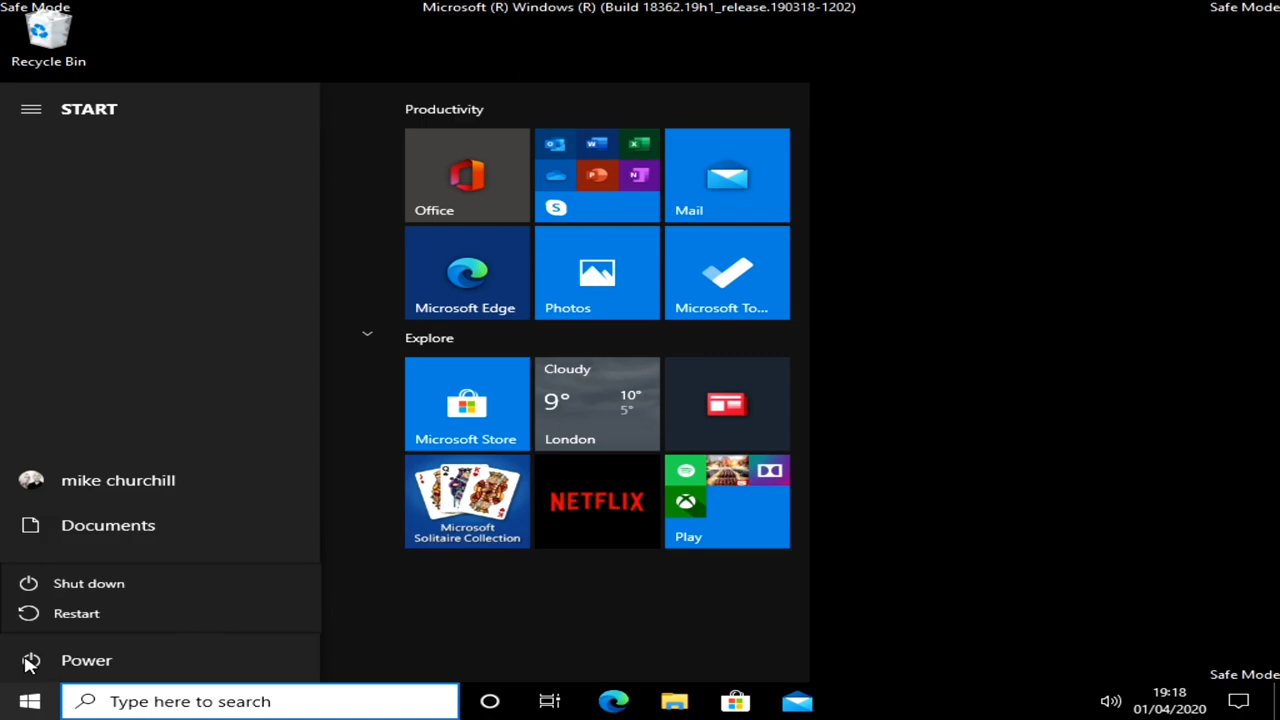 Safe Mode
Microsoft (R) Windows (R) (Build 18362.19h1_release.190318-1202)
Safe Mode
Recycle Bin
START
Productivity
Office
Mail
Microsoft Edge
Photos
Microsoft To...
Explore
Microsoft Store
Cloudy
9°
10°
5°
London
Microsoft
Solitaire Collection
NETFLIX
Play
mike churchill
Documents
Shut down
Restart
Power
Safe Mode
Type here to search
19:18
01/04/2020